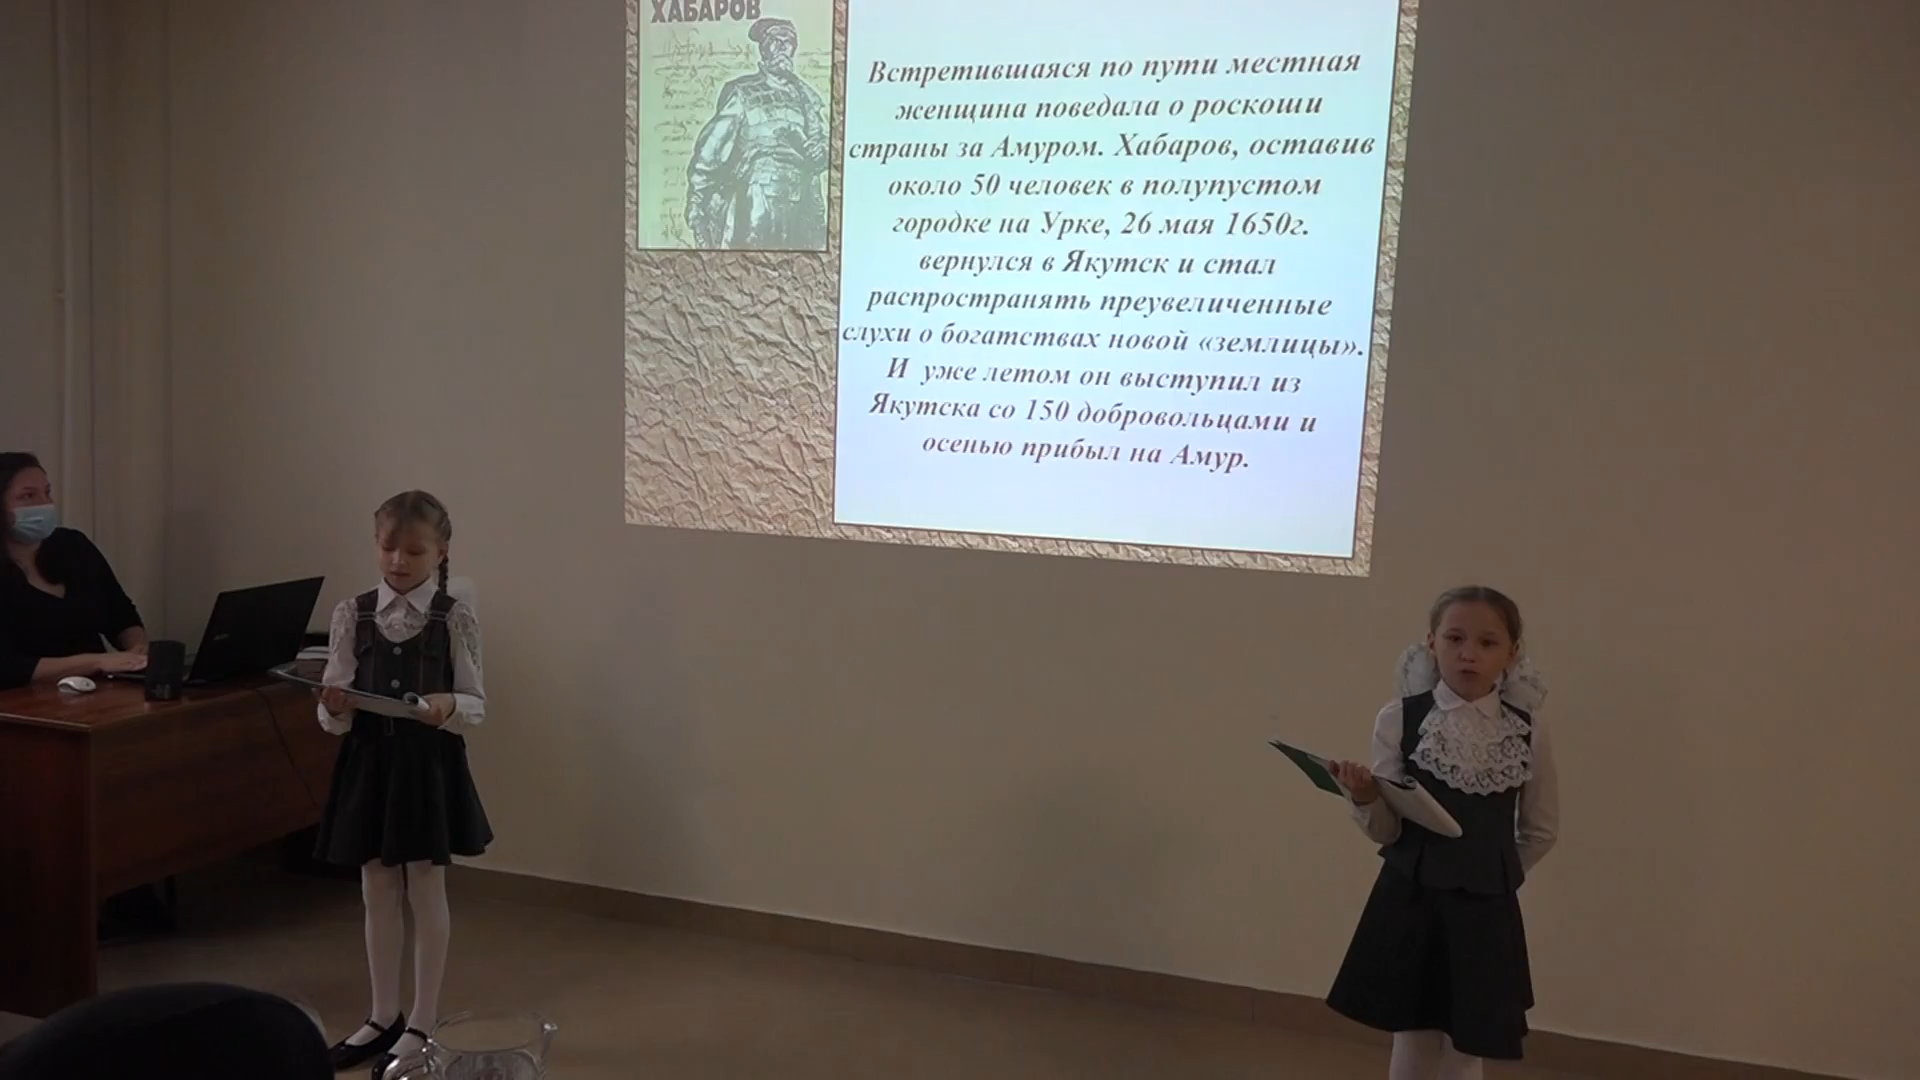 ХАБАРОВ
Встретившаяся по пути местная
женщина поведала о роскоши
страны за Амуром. Хабаров, оставив
около 50 человек в полупустом
городке на Урке, 26 мая 1650г.
вернулся в Якутск и стал
распространять преувеличенные
слухи о богатствах новой «землицы».
И уже летом он выступил из
Якутска со 150 добровольцами и
осенью прибыл на Амур.